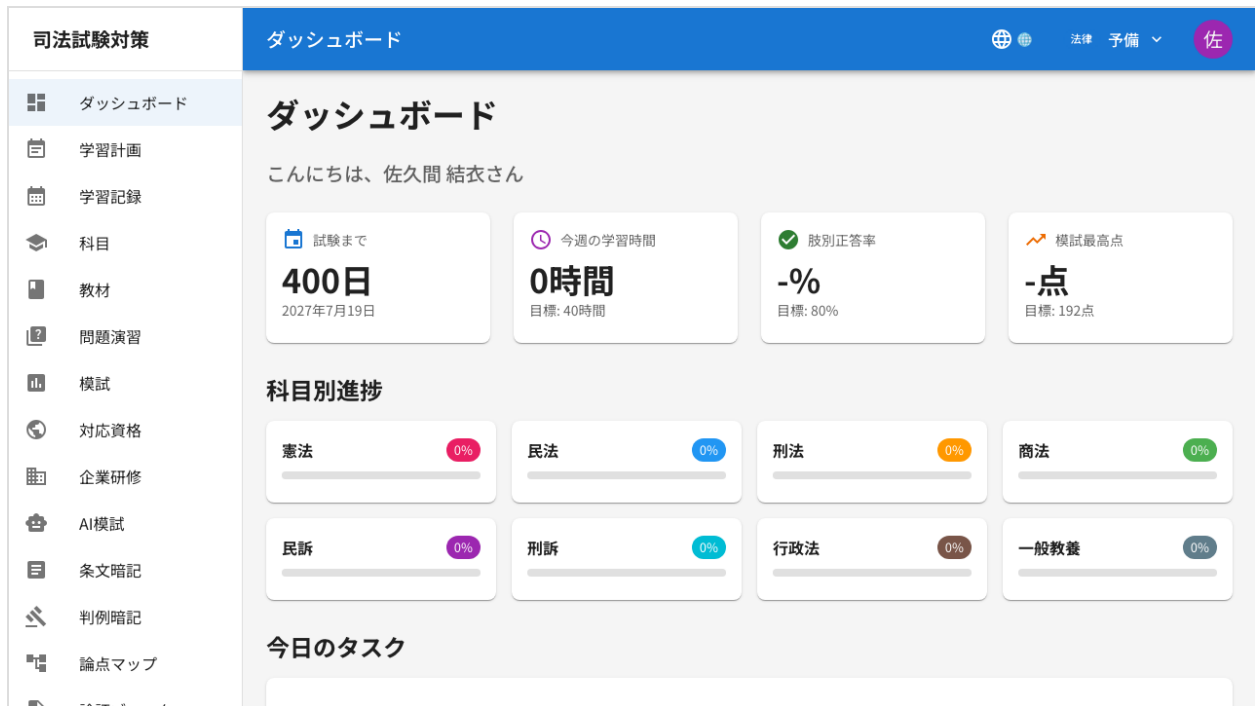 司法試験対策
ダッシュボード
法律 予備
佐
ダッシュボード
学習計画
学習記録
科目
教材
問題演習
模試
対応資格
企業研修
AI模試
条文暗記
判例暗記
論点マップ
ダッシュボード
こんにちは、佐久間 結衣さん
試験まで
400日
2027年7月19日
今週の学習時間
0時間
目標: 40時間
肢別正答率
-%
目標: 80%
模試最高点
-点
目標: 192点
科目別進捗
憲法 0%
民法 0%
刑法 0%
商法 0%
民訴 0%
刑訴 0%
行政法 0%
一般教養 0%
今日のタスク